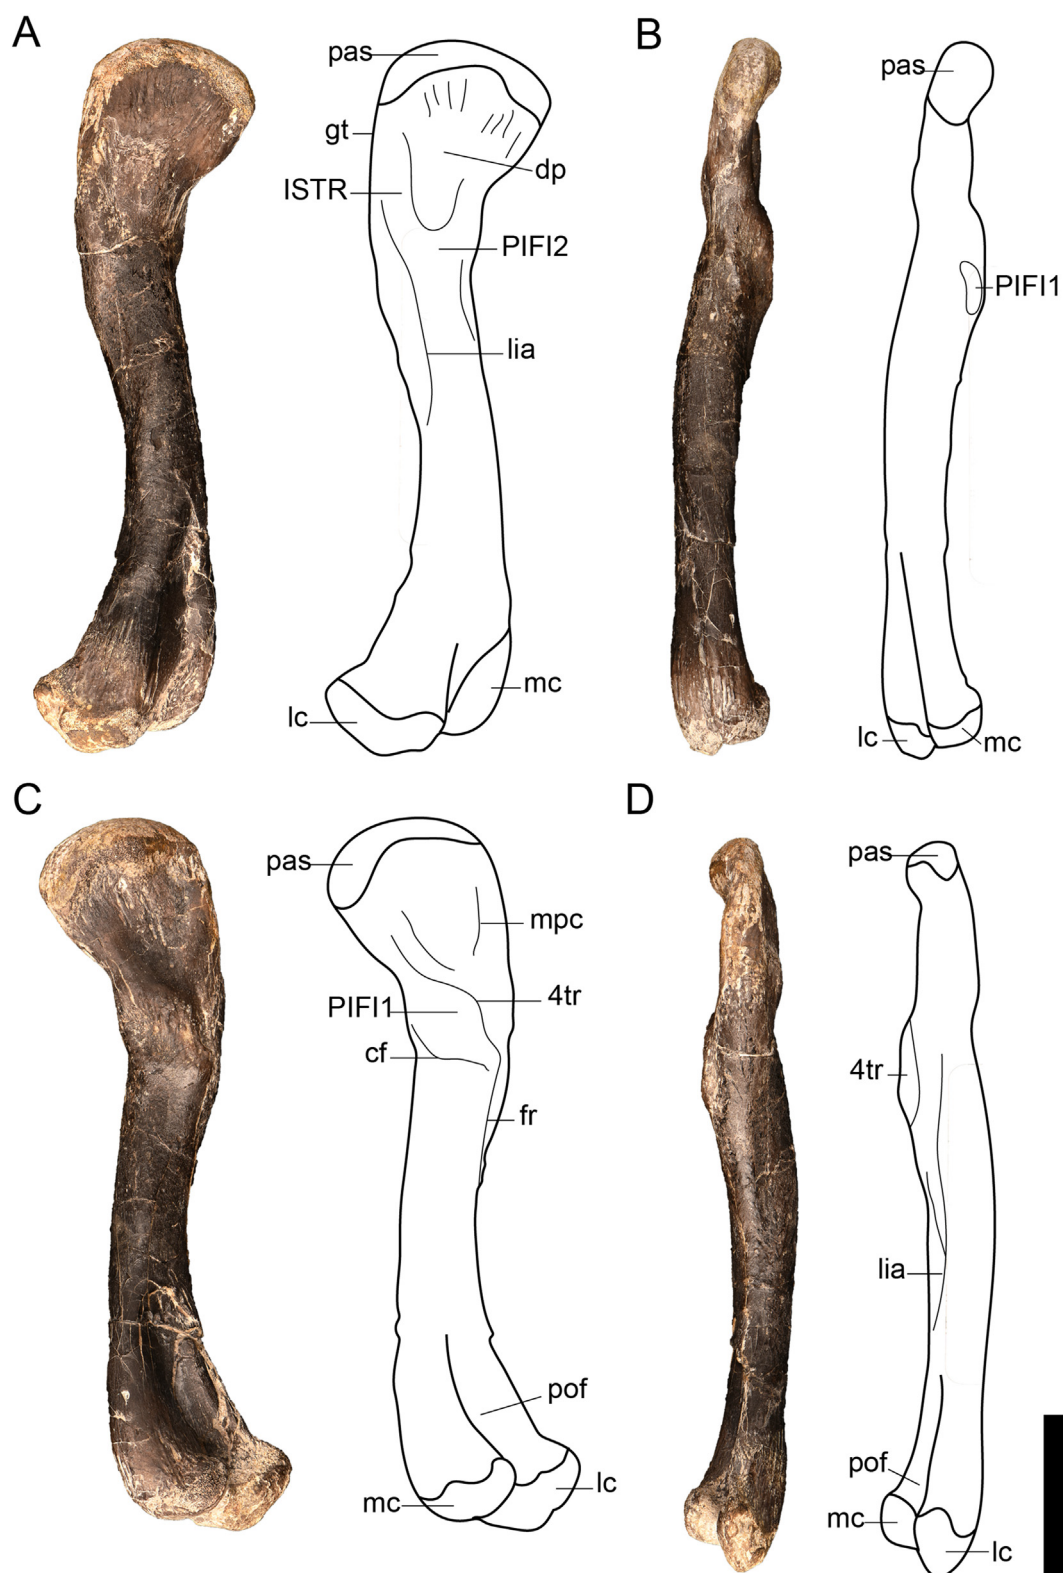 A
pas
gt
ISTR
dp
PIFI2
lia
lc
mc
B
pas
PIFI1
lc
mc
C
pas
mpc
4tr
PIFI1
cf
fr
pof
mc
lc
D
pas
4tr
lia
pof
mc
lc